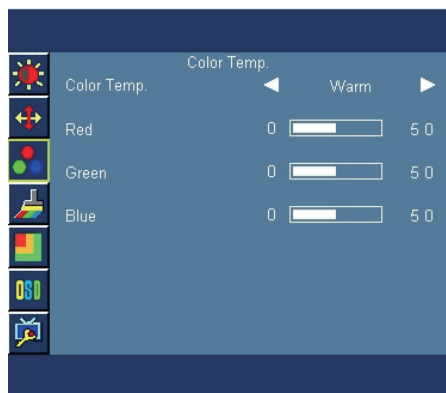 Color Temp.
Color Temp. Warm
Red 0 50
Green 0 50
Blue 0 50
OSD